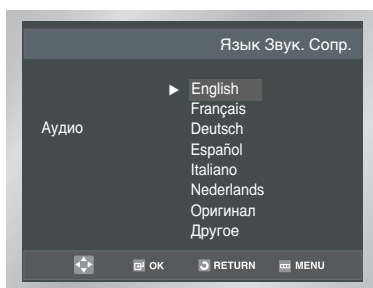 Язык Звук. Сопр.
Аудио
English
Français
Deutsch
Español
Italiano
Nederlands
Оригинал
Другое
OK RETURN MENU